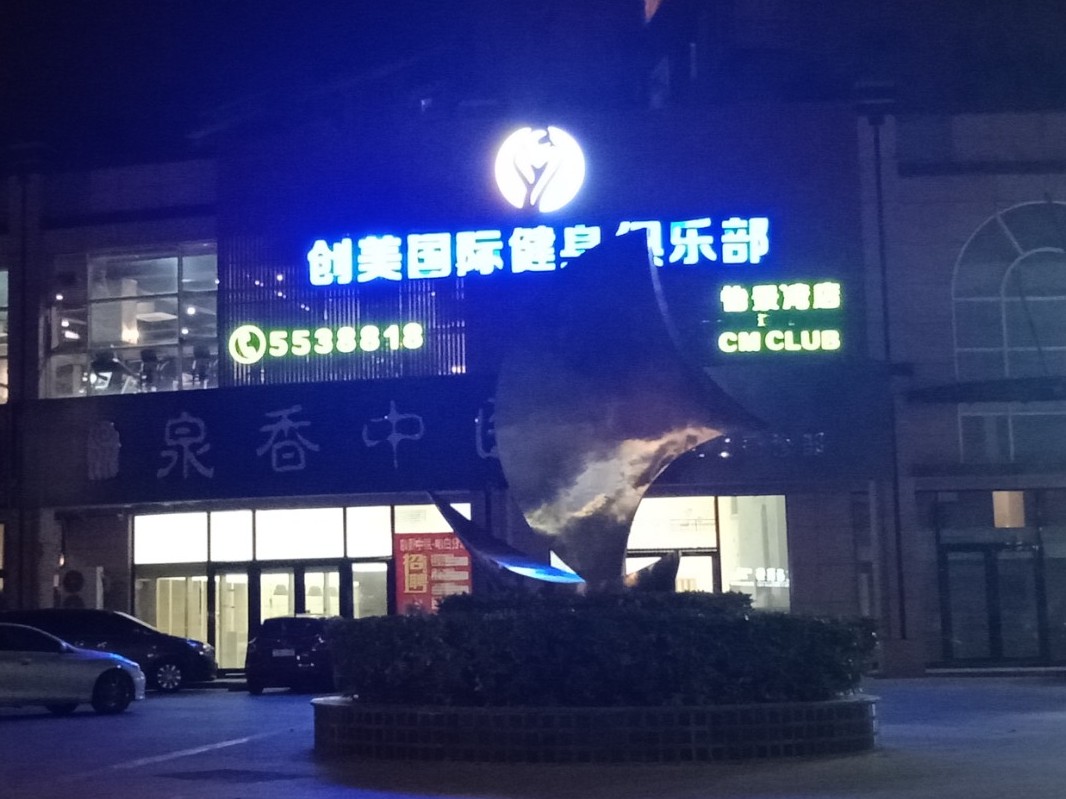 创美国际健身俱乐部
怡景湾店
5538818
CM CLUB
泉香中医
招聘